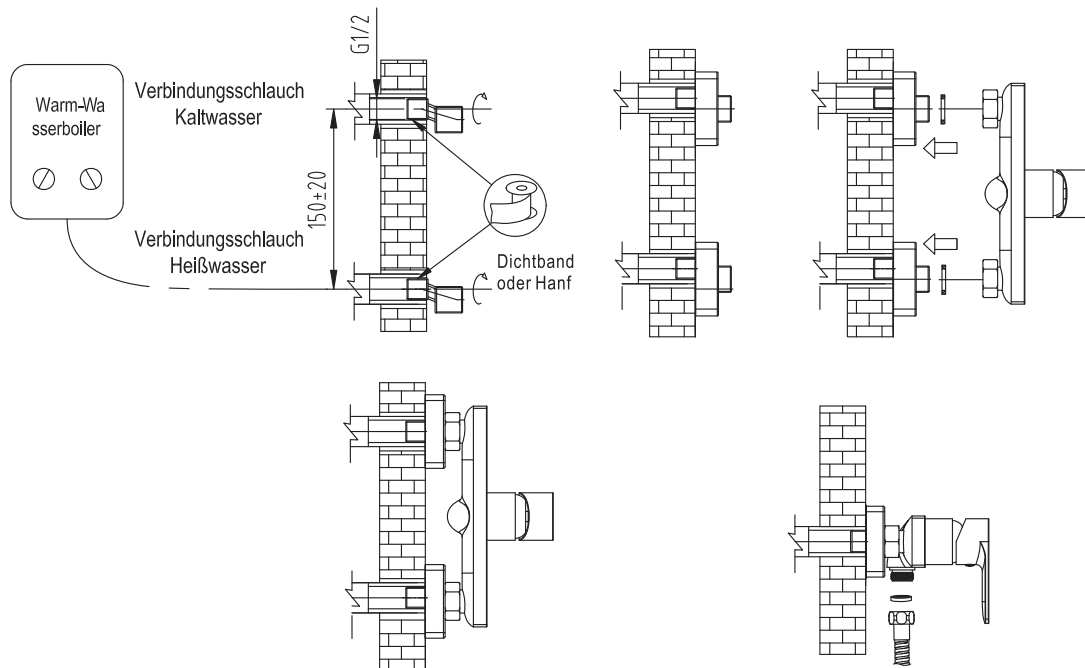 G1/2
Warm-Wa
sserboiler
Verbindungsschlauch
Kaltwasser
150±20
Verbindungsschlauch
Heißwasser
Dichtband
oder Hanf